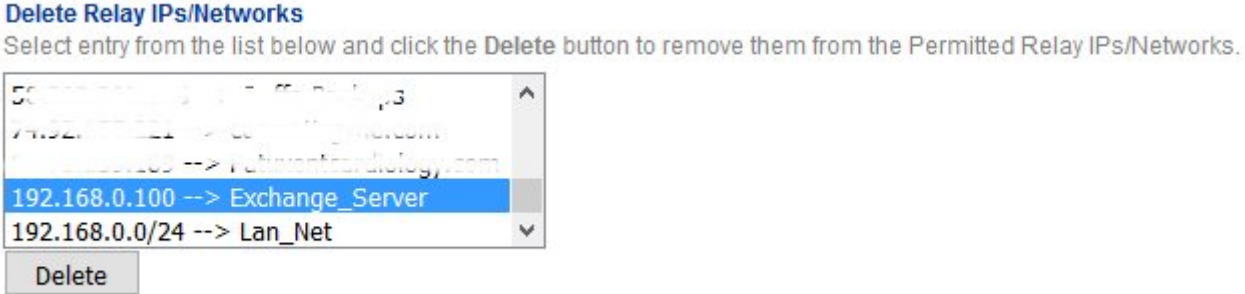 Delete Relay IPs/Networks
Select entry from the list below and click the Delete button to remove them from the Permitted Relay IPs/Networks.
-->
192.168.0.100 --> Exchange_Server
192.168.0.0/24 --> Lan_Net
Delete